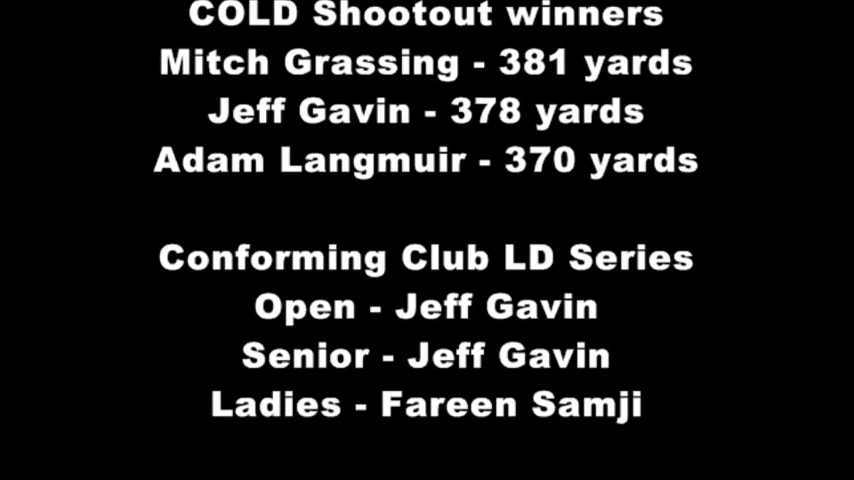 COLD Shootout winners
Mitch Grassing - 381 yards
Jeff Gavin - 378 yards
Adam Langmuir - 370 yards
Conforming Club LD Series
Open - Jeff Gavin
Senior - Jeff Gavin
Ladies - Fareen Samji